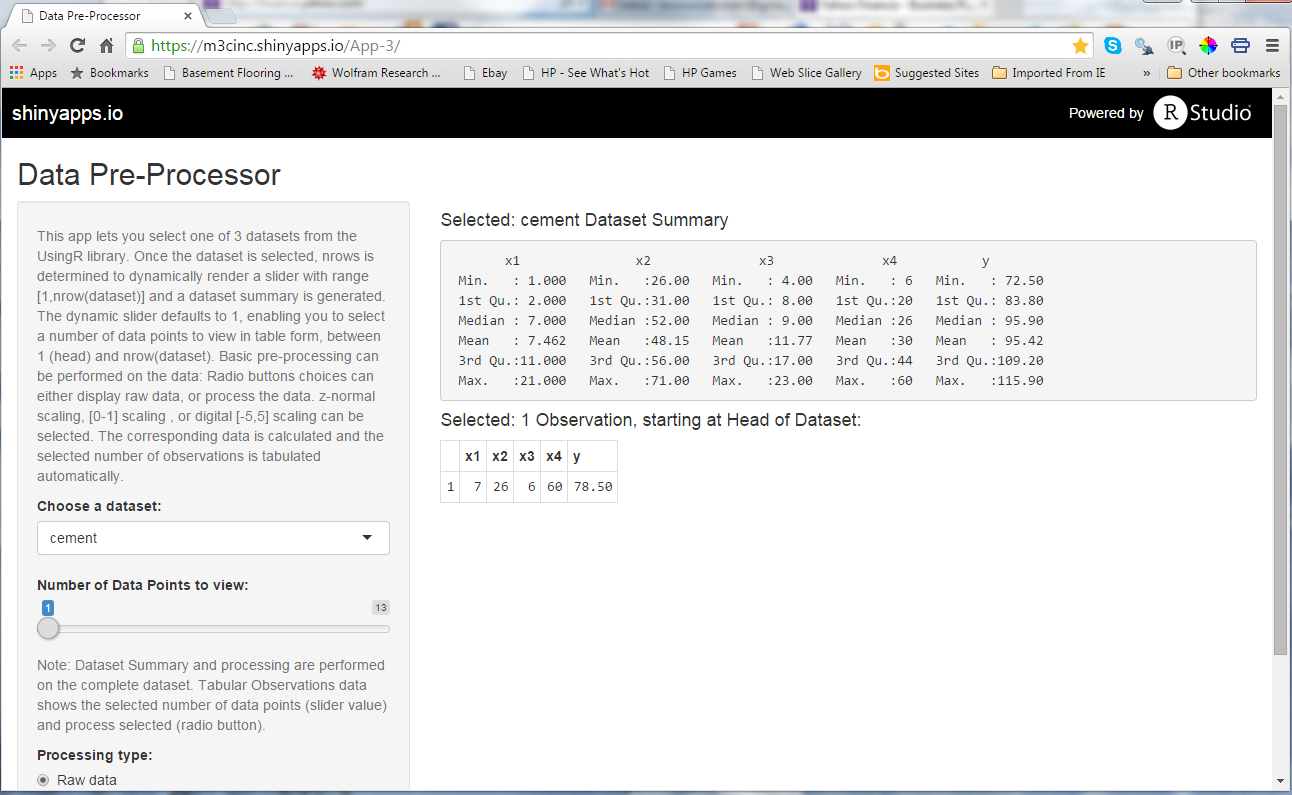 Data Pre-Processor
https://m3cinc.shinyapps.io/App-3/
Apps Bookmarks Basement Flooring ... Wolfram Research ... Ebay HP - See What's Hot HP Games Web Slice Gallery Suggested Sites Imported From IE » Other bookmarks
shinyapps.io Powered by R Studio
Data Pre-Processor
This app lets you select one of 3 datasets from the
UsingR library. Once the dataset is selected, nrows is
determined to dynamically render a slider with range
[1,nrow(dataset)] and a dataset summary is generated.
The dynamic slider defaults to 1, enabling you to select
a number of data points to view in table form, between
1 (head) and nrow(dataset). Basic pre-processing can
be performed on the data: Radio buttons choices can
either display raw data, or process the data. z-normal
scaling, [0-1] scaling , or digital [-5,5] scaling can be
selected. The corresponding data is calculated and the
selected number of observations is tabulated
automatically.
Choose a dataset:
cement
Number of Data Points to view:
1 13
Note: Dataset Summary and processing are performed
on the complete dataset. Tabular Observations data
shows the selected number of data points (slider value)
and process selected (radio button).
Processing type:
Raw data
Selected: cement Dataset Summary
x1 x2 x3 x4 y
Min. : 1.000 Min. :26.00 Min. : 4.00 Min. : 6 Min. : 72.50
1st Qu.: 2.000 1st Qu.:31.00 1st Qu.: 8.00 1st Qu.:20 1st Qu.: 83.80
Median : 7.000 Median :52.00 Median : 9.00 Median :26 Median : 95.90
Mean : 7.462 Mean :48.15 Mean :11.77 Mean :30 Mean : 95.42
3rd Qu.:11.000 3rd Qu.:56.00 3rd Qu.:17.00 3rd Qu.:44 3rd Qu.:109.20
Max. :21.000 Max. :71.00 Max. :23.00 Max. :60 Max. :115.90
Selected: 1 Observation, starting at Head of Dataset:
x1 x2 x3 x4 y
1 7 26 6 60 78.50